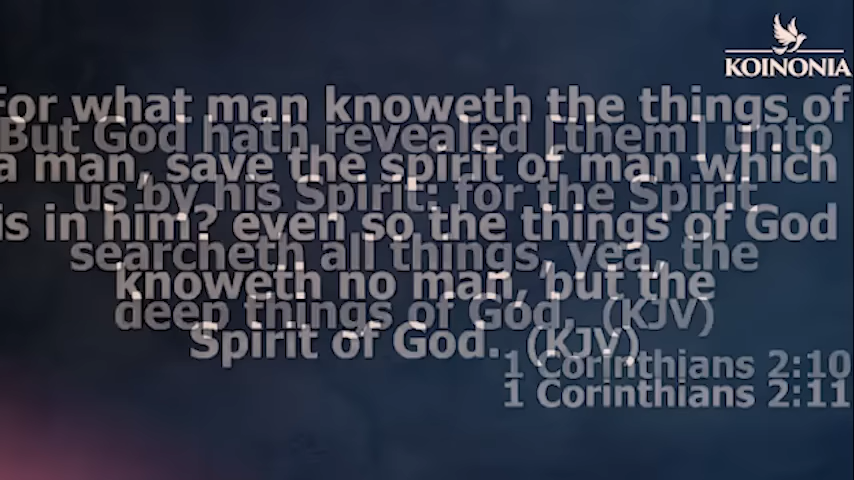 KOINONIA
For what man knoweth the things of
a man, save the spirit of man which
is in him? even so the things of God
knoweth no man, but the
Spirit of God. (KJV)
1 Corinthians 2:11
But God hath revealed [them] unto
us by his Spirit: for the Spirit
searcheth all things, yea, the
deep things of God. (KJV)
1 Corinthians 2:10